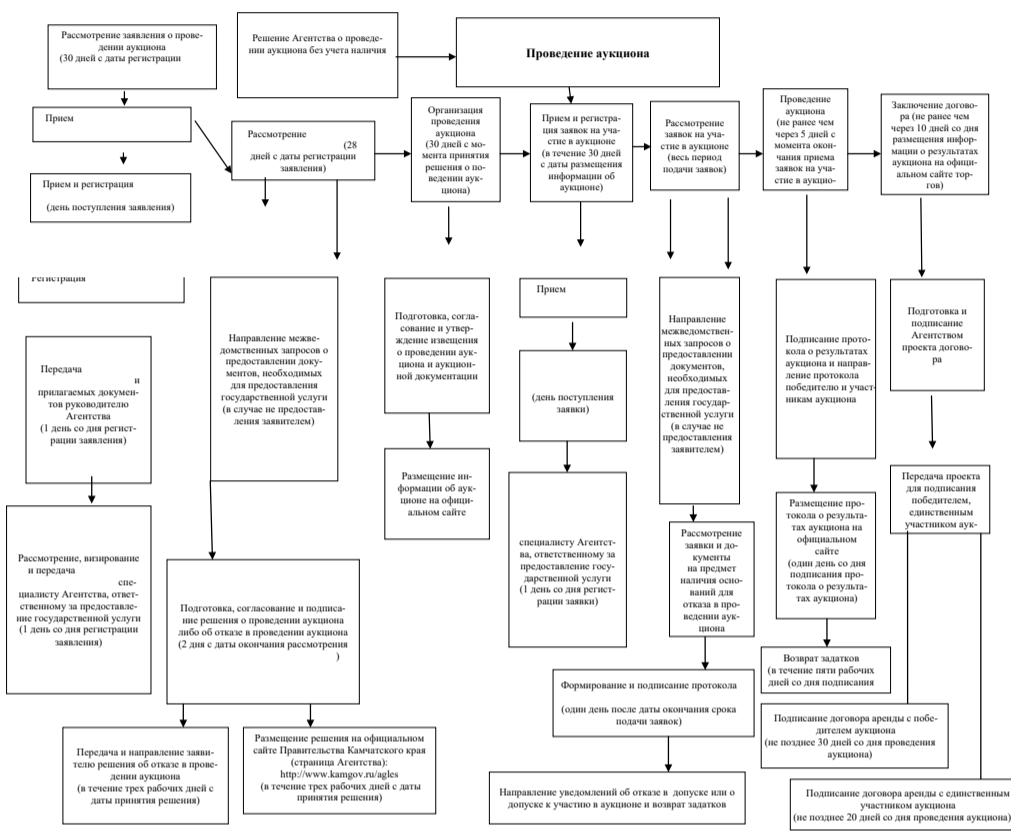 Рассмотрение заявления о прове-
дении аукциона
(30 дней с даты регистрации
Решение Агентства о проведе-
нии аукциона без учета наличия
Проведение аукциона
Прием
Прием и регистрация
(день поступления заявления)
Рассмотрение
(28
дней с даты регистрации
заявления)
Организация
проведения
аукциона
(30 дней с мо-
мента принятия
решения о по-
ведении аук-
циона)
Прием и регист-
рация заявок на уча-
стие в аукционе
(в течение 30 дней
с даты размещения
информации об
аукционе)
Рассмотрение
заявок на уча-
стие в аукционе
(весь период
подачи заявок)
Проведение
аукциона
(не ранее чем
через 5 дней с
момента окон-
чания приема
заявок на уча-
стие в аукцио-
Заключение догово-
ра (не ранее чем
через 10 дней со дня
размещения инфор-
мации о результатах
аукциона на офици-
альном сайте тор-
гов)
Регистрация
Передача
и
прилагаемых докумен-
тов руководителю
Агентства
(1 день со дня регист-
рации заявления)
Рассмотрение, визирование
и передача
спе-
циалисту Агентства, ответ-
ственному за предоставле-
ние государственной услуги
(1 день со дня регистрации
заявления)
Направление межве-
домственных запросов о
предоставлении докумен-
тов, необходимых
для предоставления
государственной услуги
(в случае не предостав-
ления заявителем)
Подготовка, согласование и подписа-
ние решения о проведении аукциона
либо об отказе в проведении аукциона
(2 дня с даты окончания рассмотрения
)
Передача и направление заяви-
телю решения об отказе в прове-
дении аукциона
(в течение трех рабочих дней с
даты принятия решения)
Размещение решения на официальном
сайте Правительства Камчатского края
(страница Агентства):
http://www.kamgov.ru/agles
(в течение трех рабочих дней с даты
принятия решения)
Подготовка, согла-
сование и утвер-
ждение извещения
о проведении аук-
циона и аукцион-
ной документации
Размещение ин-
формации об аук-
ционе на офици-
альном сайте
Прием
(день поступления
заявки)
специалисту Агентст-
ва, ответственному за
предоставление госу-
дарственной услуги
(1 день со дня регист-
рации заявки)
Направление
межведомствен-
ных запросов о
предоставлении
документов,
необходимых
для предостав-
ления государ-
ственной услуги
(в случае не
предоставления
заявителем)
Рассмотрение
заявки и до-
кументы
на предмет
наличия осно-
ваний для
отказа в про-
ведении аук-
циона
Формирование и подписание протокола
(один день после даты окончания срока
подачи заявок)
Направление уведомлений об отказе в допуске или о
допуске к участию в аукционе и возврат задатков
Подписание прото-
кола о результатах
аукциона и направ-
ление протокола
победителю и участ-
никам аукциона
Размещение про-
токола о результа-
тах аукциона на
официальном
сайте
(один день со дня
подписания про-
токола о резуль-
татах аукциона)
Возврат задатков
(в течение пяти рабочих
дней со дня подписания
Подготовка и
подписание
Агентством
проекта догово-
ра
Передача проекта
для подписания
победителем,
единственным
участником аук-
Подписание договора аренды с побе-
дителем аукциона
(не позднее 30 дней со дня проведения
аукциона)
Подписание договора аренды с единственным
участником аукциона
(не позднее 20 дней со дня проведения аукциона)